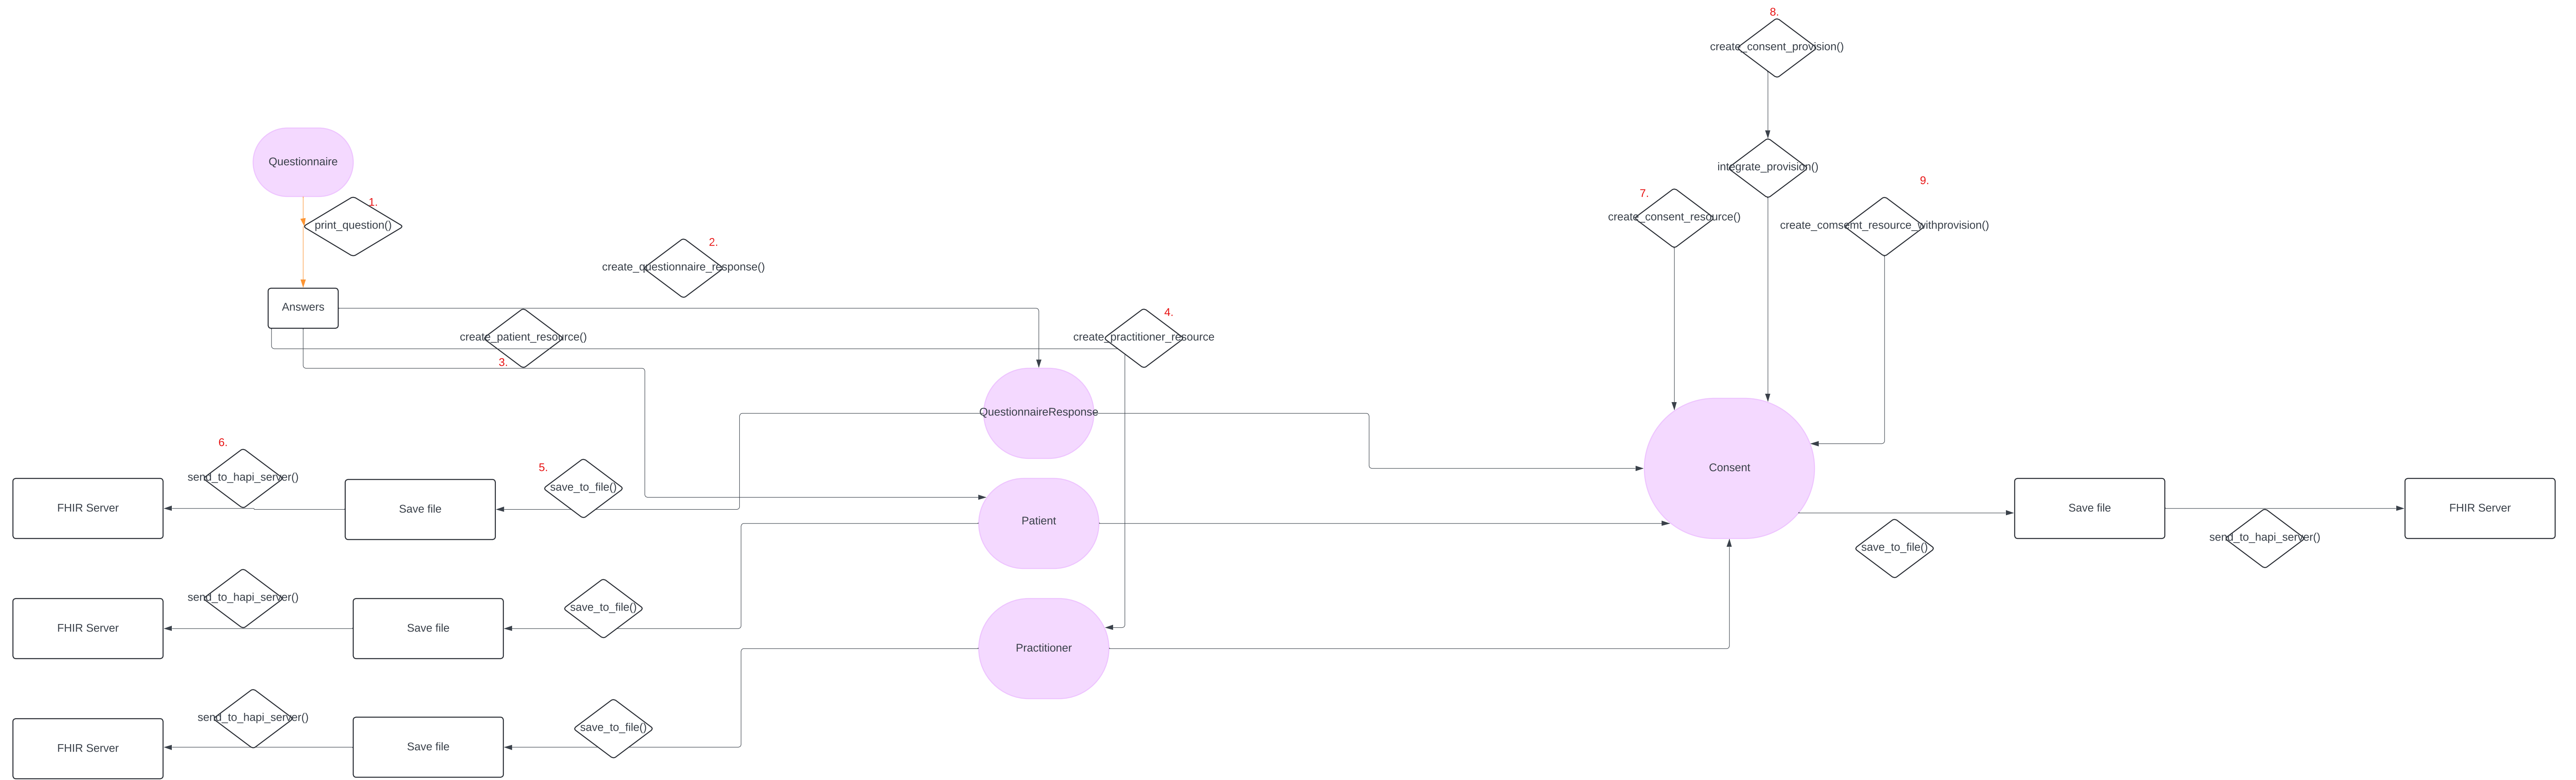 8.
create_consent_provision()
Questionnaire
integrate_provision()
9.
7.
1.
create_consent_resource()
print_question()
create_comsemt_resource_withprovision()
2.
create_questionnaire_response()
Answers
4.
create_patient_resource()
create_practitioner_resource
3.
QuestionnaireResponse
6.
5.
Consent
send_to_hapi_server()
save_to_file()
FHIR Server
Save file
Patient
Save file
FHIR Server
save_to_file()
send_to_hapi_server()
send_to_hapi_server()
save_to_file()
FHIR Server
Save file
Practitioner
send_to_hapi_server()
save_to_file()
FHIR Server
Save file